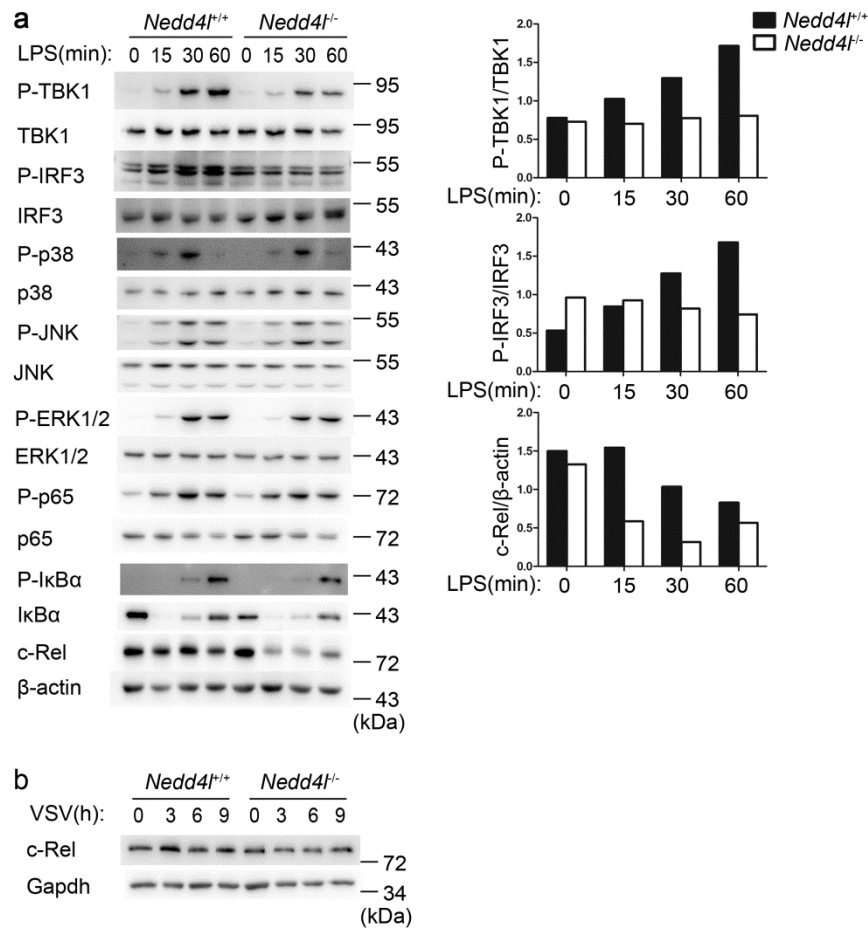 a
Nedd4l+/+ Nedd4l-/-
LPS(min): 0 15 30 60 0 15 30 60
P-TBK1 95
TBK1 95
P-IRF3 55
IRF3 55
P-p38 43
p38 43
P-JNK 55
JNK 55
P-ERK1/2 43
ERK1/2 43
P-p65 72
p65 72
P-IκBα 43
IκBα 43
c-Rel 72
β-actin 43
(kDa)
Nedd4l+/+
Nedd4l-/-
P-TBK1/TBK1
2.0
1.5
1.0
0.5
0.0
LPS(min): 0 15 30 60
P-IRF3/IRF3
2.0
1.5
1.0
0.5
0.0
LPS(min): 0 15 30 60
c-Rel/β-actin
2.0
1.5
1.0
0.5
0.0
LPS(min): 0 15 30 60
b
Nedd4l+/+ Nedd4l-/-
VSV(h): 0 3 6 9 0 3 6 9
c-Rel 72
Gapdh 34
(kDa)